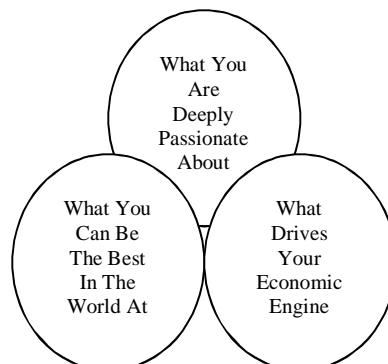 What You
Are
Deeply
Passionate
About
What You
Can Be
The Best
In The
World At
What
Drives
Your
Economic
Engine